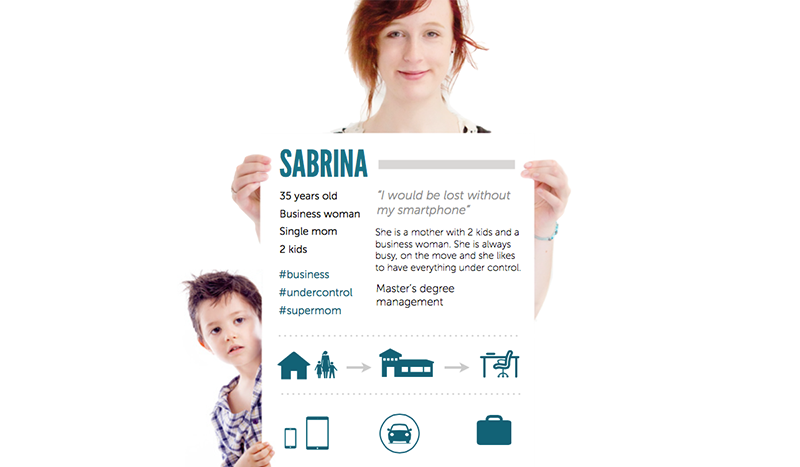 SABRINA
35 years old
Business woman
Single mom
2 kids
#business
#undercontrol
#supermom
“I would be lost without
my smartphone”
She is a mother with 2 kids and a
business woman. She is always
busy, on the move and she likes
to have everything under control.
Master’s degree
management